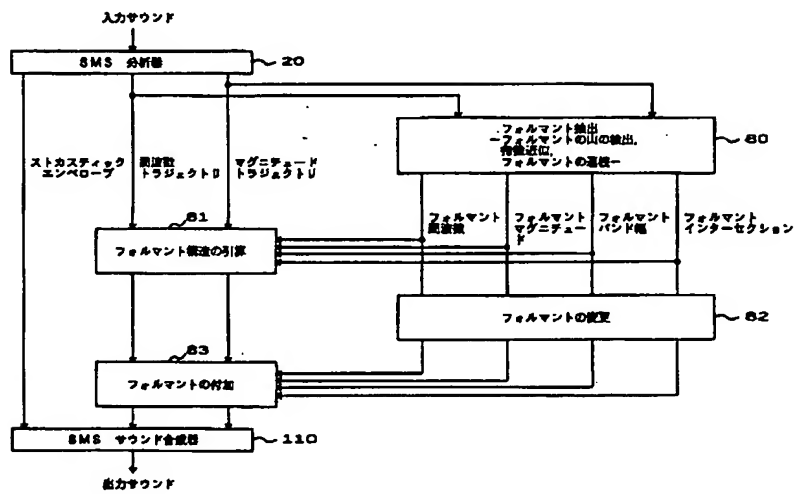 入力サウンド
SMS 分析器
20
フォルマント抽出
ーフォルマントの山の検出,
指数近似,
フォルマントの連候ー
80
ストカスティック
エンベロープ
周波数
トラジェクトリ
マグニチュード
トラジェクトリ
81
フォルマント
周波数
フォルマント
マグニチュー
ド
フォルマント
バンド幅
フォルマント
インターセクション
フォルマント構造の引算
フォルマントの変更
82
83
フォルマントの付加
SMS サウンド合成器
110
出力サウンド